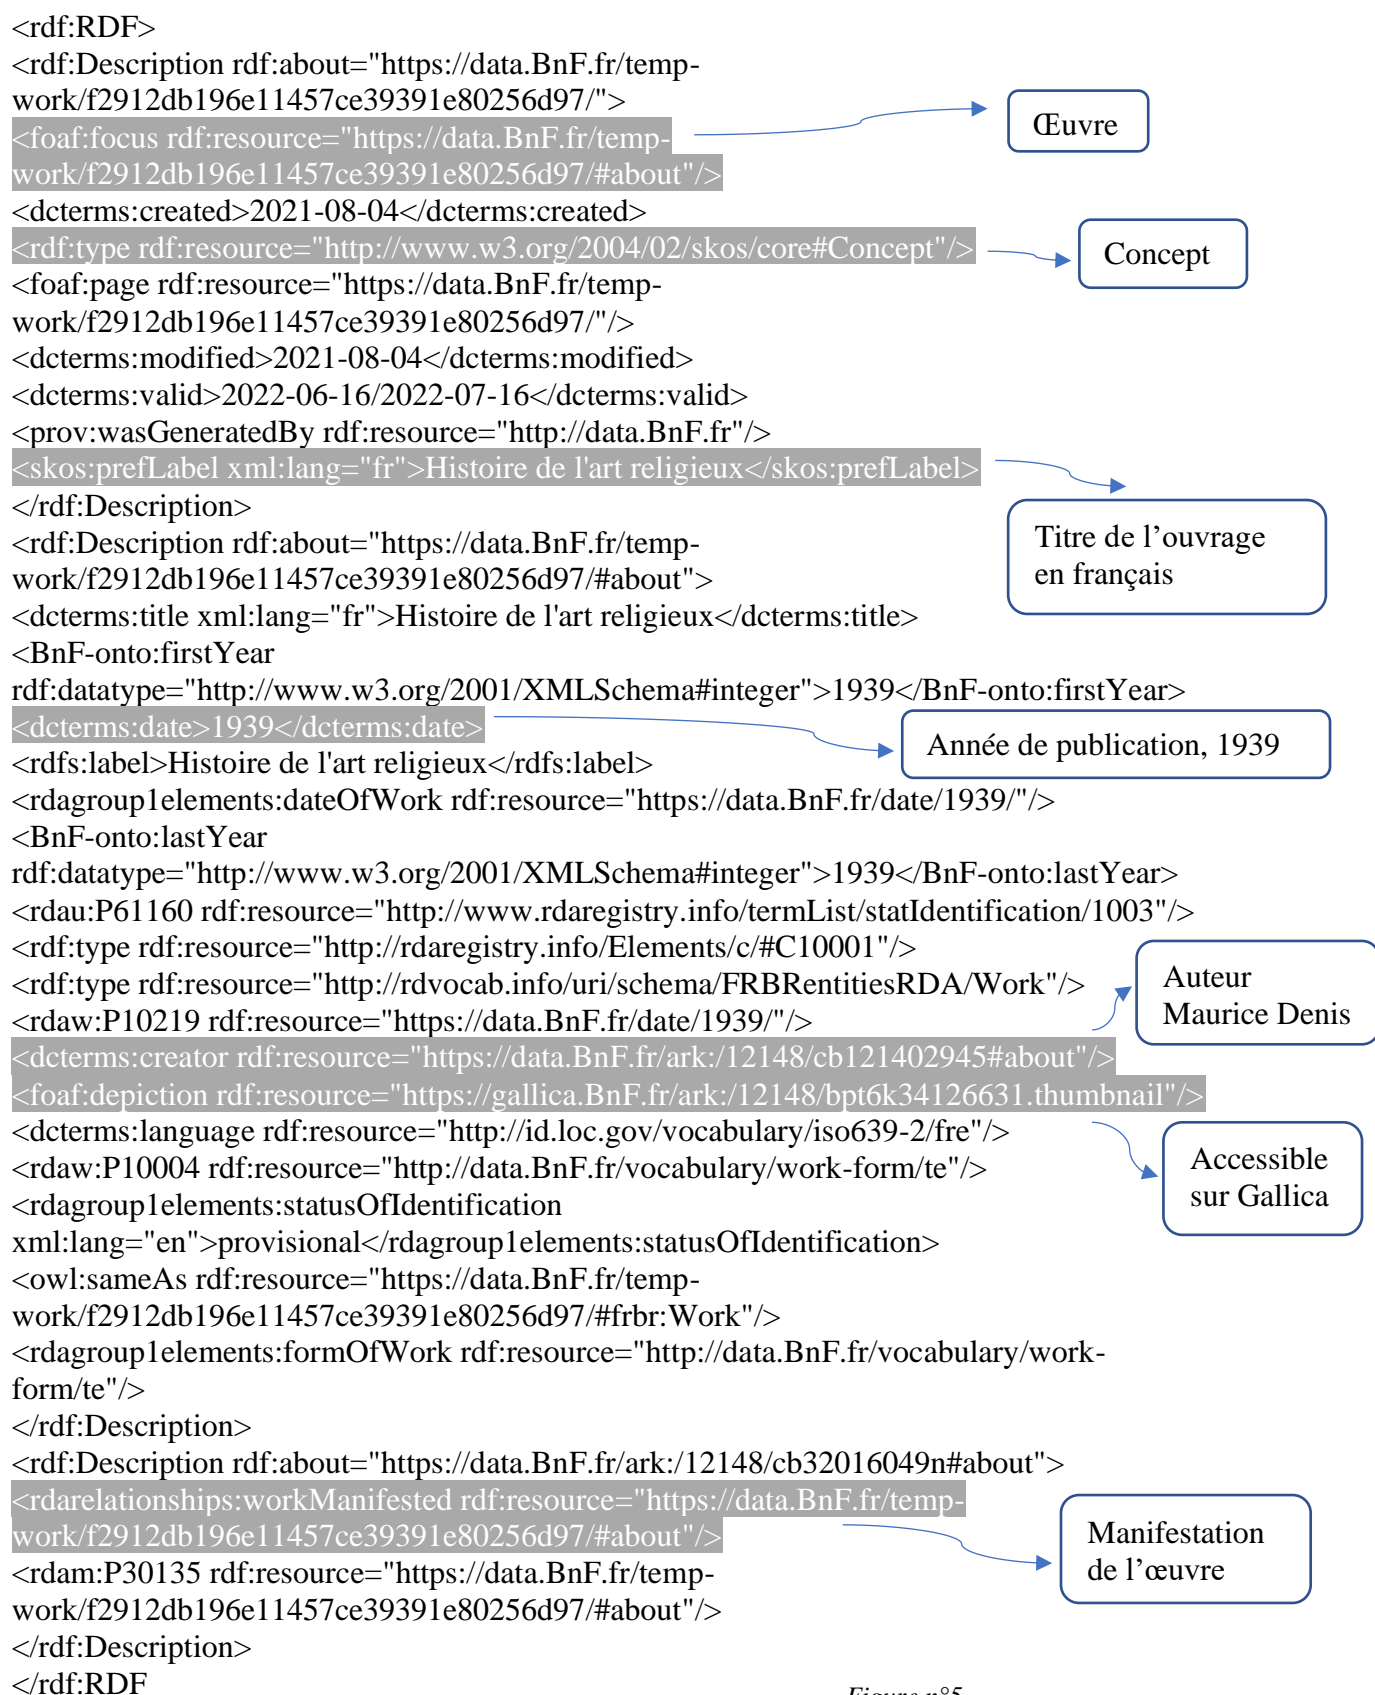 <rdf:RDF>
<rdf:Description rdf:about="https://data.BnF.fr/temp-
work/f2912db196e11457ce39391e80256d97/">
<foaf:focus rdf:resource="https://data.BnF.fr/temp-
work/f2912db196e11457ce39391e80256d97/#about"/>
Œuvre
<dcterms:created>2021-08-04</dcterms:created>
<rdf:type rdf:resource="http://www.w3.org/2004/02/skos/core#Concept"/>
Concept
<foaf:page rdf:resource="https://data.BnF.fr/temp-
work/f2912db196e11457ce39391e80256d97/"/>
<dcterms:modified>2021-08-04</dcterms:modified>
<dcterms:valid>2022-06-16/2022-07-16</dcterms:valid>
<prov:wasGeneratedBy rdf:resource="http://data.BnF.fr"/>
<skos:prefLabel xml:lang="fr">Histoire de l'art religieux</skos:prefLabel>
</rdf:Description>
Titre de l’ouvrage
en français
<rdf:Description rdf:about="https://data.BnF.fr/temp-
work/f2912db196e11457ce39391e80256d97/#about">
<dcterms:title xml:lang="fr">Histoire de l'art religieux</dcterms:title>
<BnF-onto:firstYear
rdf:datatype="http://www.w3.org/2001/XMLSchema#integer">1939</BnF-onto:firstYear>
<dcterms:date>1939</dcterms:date>
Année de publication, 1939
<rdfs:label>Histoire de l'art religieux</rdfs:label>
<rdagroup1elements:dateOfWork rdf:resource="https://data.BnF.fr/date/1939/"/>
<BnF-onto:lastYear
rdf:datatype="http://www.w3.org/2001/XMLSchema#integer">1939</BnF-onto:lastYear>
<rdau:P61160 rdf:resource="http://www.rdaregistry.info/termList/statIdentification/1003"/>
<rdf:type rdf:resource="http://rdaregistry.info/Elements/c/#C10001"/>
<rdf:type rdf:resource="http://rdvocab.info/uri/schema/FRBRentitiesRDA/Work"/>
Auteur
Maurice Denis
<rdaw:P10219 rdf:resource="https://data.BnF.fr/date/1939/"/>
<dcterms:creator rdf:resource="https://data.BnF.fr/ark:/12148/cb121402945#about"/>
<foaf:depiction rdf:resource="https://gallica.BnF.fr/ark:/12148/bpt6k34126631.thumbnail"/>
<dcterms:language rdf:resource="http://id.loc.gov/vocabulary/iso639-2/fre"/>
Accessible
sur Gallica
<rdaw:P10004 rdf:resource="http://data.BnF.fr/vocabulary/work-form/te"/>
<rdagroup1elements:statusOfIdentification
xml:lang="en">provisional</rdagroup1elements:statusOfIdentification>
<owl:sameAs rdf:resource="https://data.BnF.fr/temp-
work/f2912db196e11457ce39391e80256d97/#frbr:Work"/>
<rdagroup1elements:formOfWork rdf:resource="http://data.BnF.fr/vocabulary/work-
form/te"/>
</rdf:Description>
<rdf:Description rdf:about="https://data.BnF.fr/ark:/12148/cb32016049n#about">
<rdarelationships:workManifested rdf:resource="https://data.BnF.fr/temp-
work/f2912db196e11457ce39391e80256d97/#about"/>
Manifestation
de l’œuvre
<rdam:P30135 rdf:resource="https://data.BnF.fr/temp-
work/f2912db196e11457ce39391e80256d97/#about"/>
</rdf:Description>
</rdf:RDF
Figure n°5